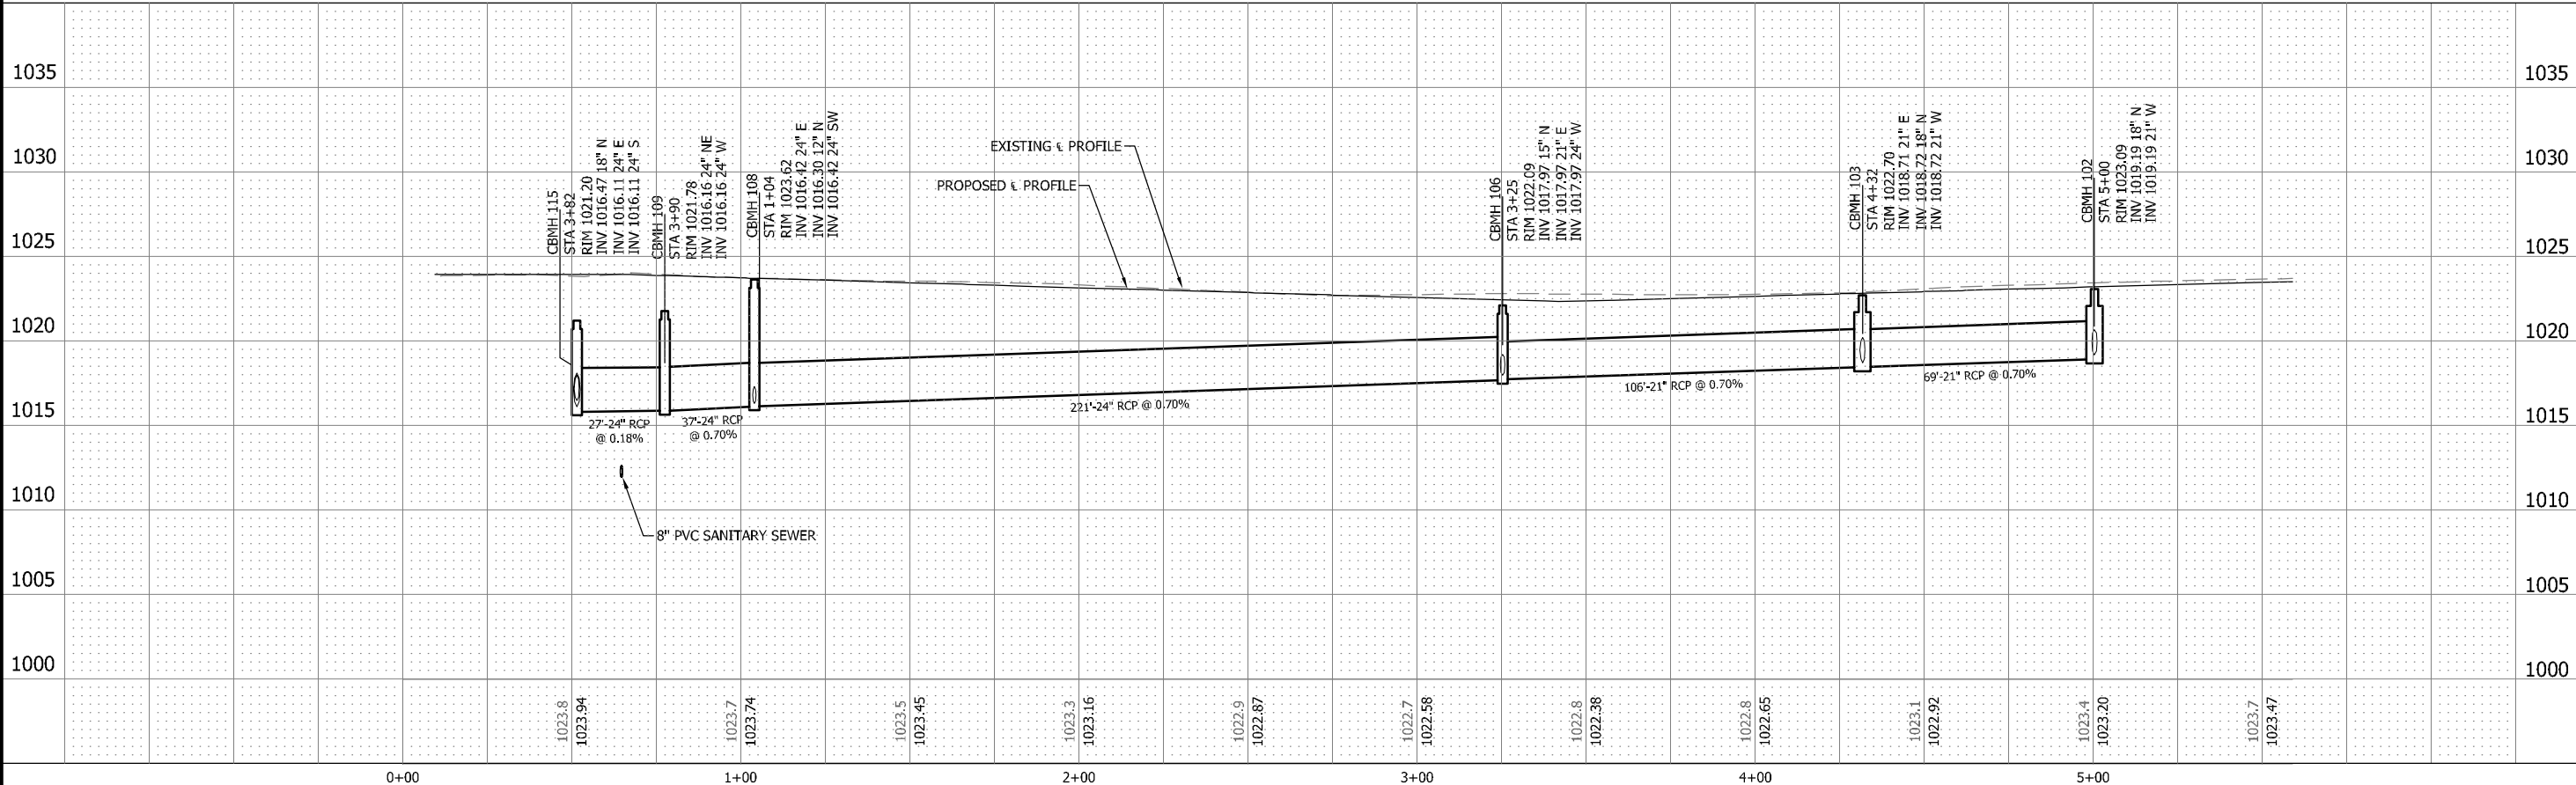 1035
1030
1025
1020
1015
1010
1005
1000
CBMH 115
STA 3+82
RIM 1021.20
INV 1016.47 18" N
INV 1016.11 24" E
INV 1016.11 24" S
CBMH 109
STA 3+90
RIM 1021.78
INV 1016.16 24" NE
INV 1016.16 24" W
CBMH 108
STA 1+04
RIM 1023.62
INV 1016.42 24" E
INV 1016.30 12" N
INV 1016.42 24" SW
EXISTING ℄ PROFILE
PROPOSED ℄ PROFILE
CBMH 106
STA 3+25
RIM 1022.09
INV 1017.97 15" N
INV 1017.97 21" E
INV 1017.97 24" W
CBMH 103
STA 4+32
RIM 1022.70
INV 1018.71 21" E
INV 1018.72 18" N
INV 1018.72 21" W
CBMH 102
STA 5+00
RIM 1023.09
INV 1019.19 18" N
INV 1019.19 21" W
27'-24" RCP
@ 0.18%
37'-24" RCP
@ 0.70%
221'-24" RCP @ 0.70%
106'-21" RCP @ 0.70%
69'-21" RCP @ 0.70%
8" PVC SANITARY SEWER
1035
1030
1025
1020
1015
1010
1005
1000
1023.8
1023.94
1023.7
1023.74
1023.5
1023.45
1023.3
1023.16
1022.9
1022.87
1022.7
1022.58
1022.8
1022.38
1022.8
1022.65
1023.1
1022.92
1023.4
1023.20
1023.7
1023.47
0+00
1+00
2+00
3+00
4+00
5+00